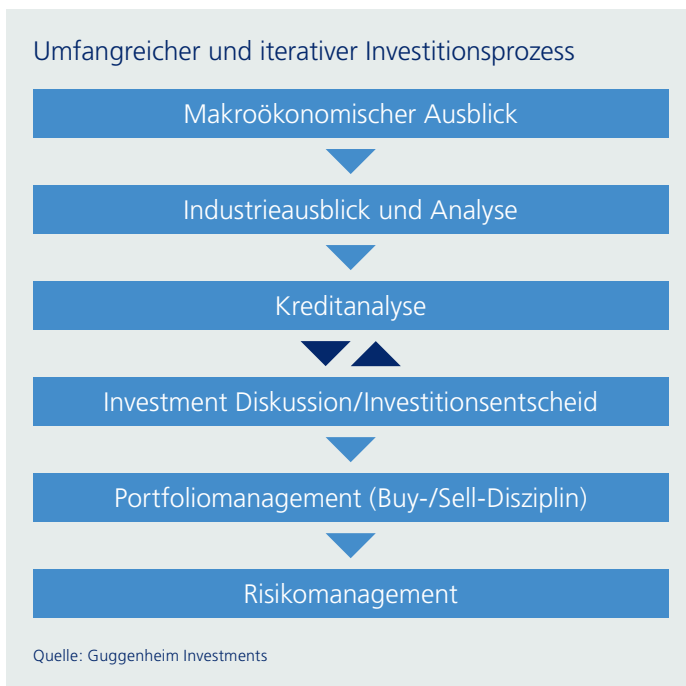 Umfangreicher und iterativer Investitionsprozess
Makroökonomischer Ausblick
Industrieausblick und Analyse
Kreditanalyse
Investment Diskussion/Investitionsentscheid
Portfoliomanagement (Buy-/Sell-Disziplin)
Risikomanagement
Quelle: Guggenheim Investments